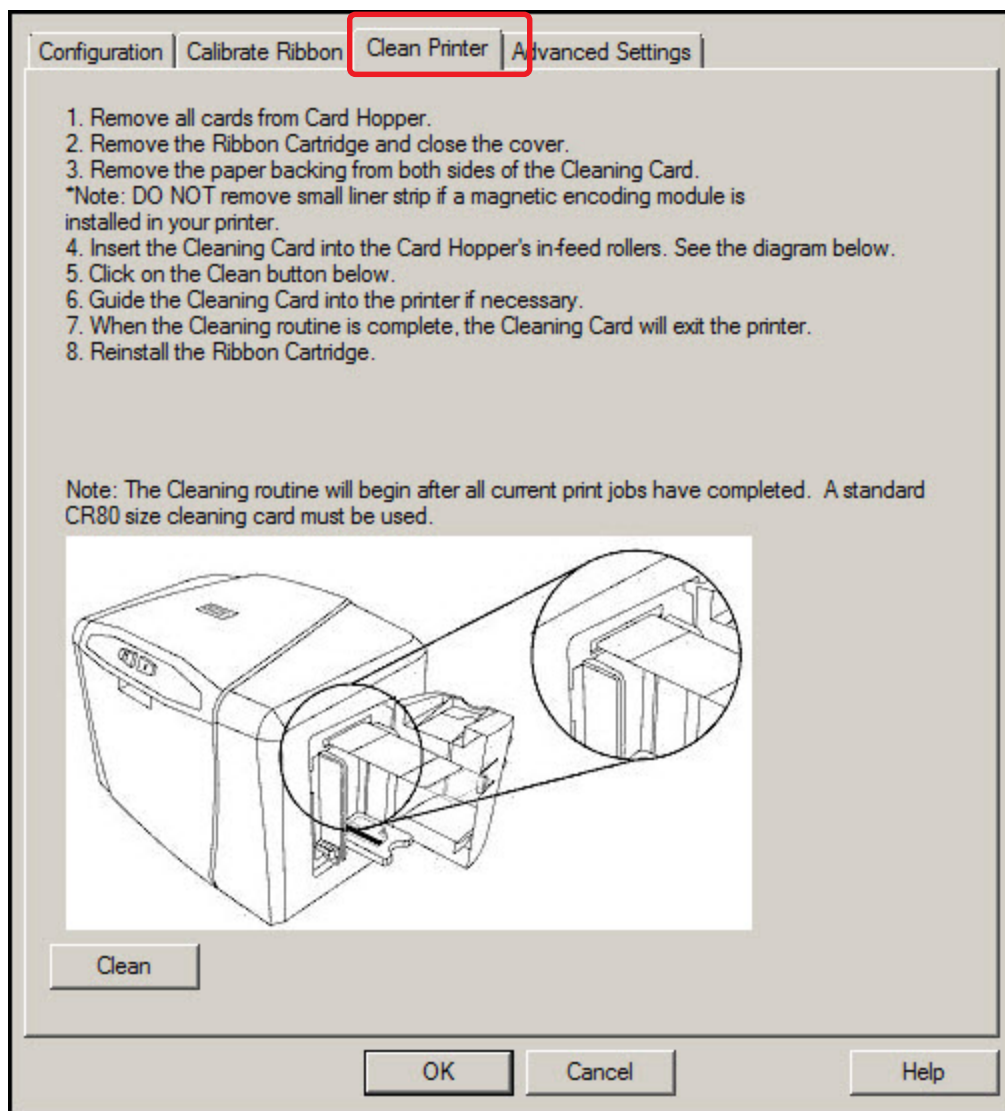 Configuration
Calibrate Ribbon
Clean Printer
Advanced Settings
1. Remove all cards from Card Hopper.
2. Remove the Ribbon Cartridge and close the cover.
3. Remove the paper backing from both sides of the Cleaning Card.
*Note: DO NOT remove small liner strip if a magnetic encoding module is
installed in your printer.
4. Insert the Cleaning Card into the Card Hopper's in-feed rollers. See the diagram below.
5. Click on the Clean button below.
6. Guide the Cleaning Card into the printer if necessary.
7. When the Cleaning routine is complete, the Cleaning Card will exit the printer.
8. Reinstall the Ribbon Cartridge.
Note: The Cleaning routine will begin after all current print jobs have completed.  A standard
CR80 size cleaning card must be used.
Clean
OK
Cancel
Help